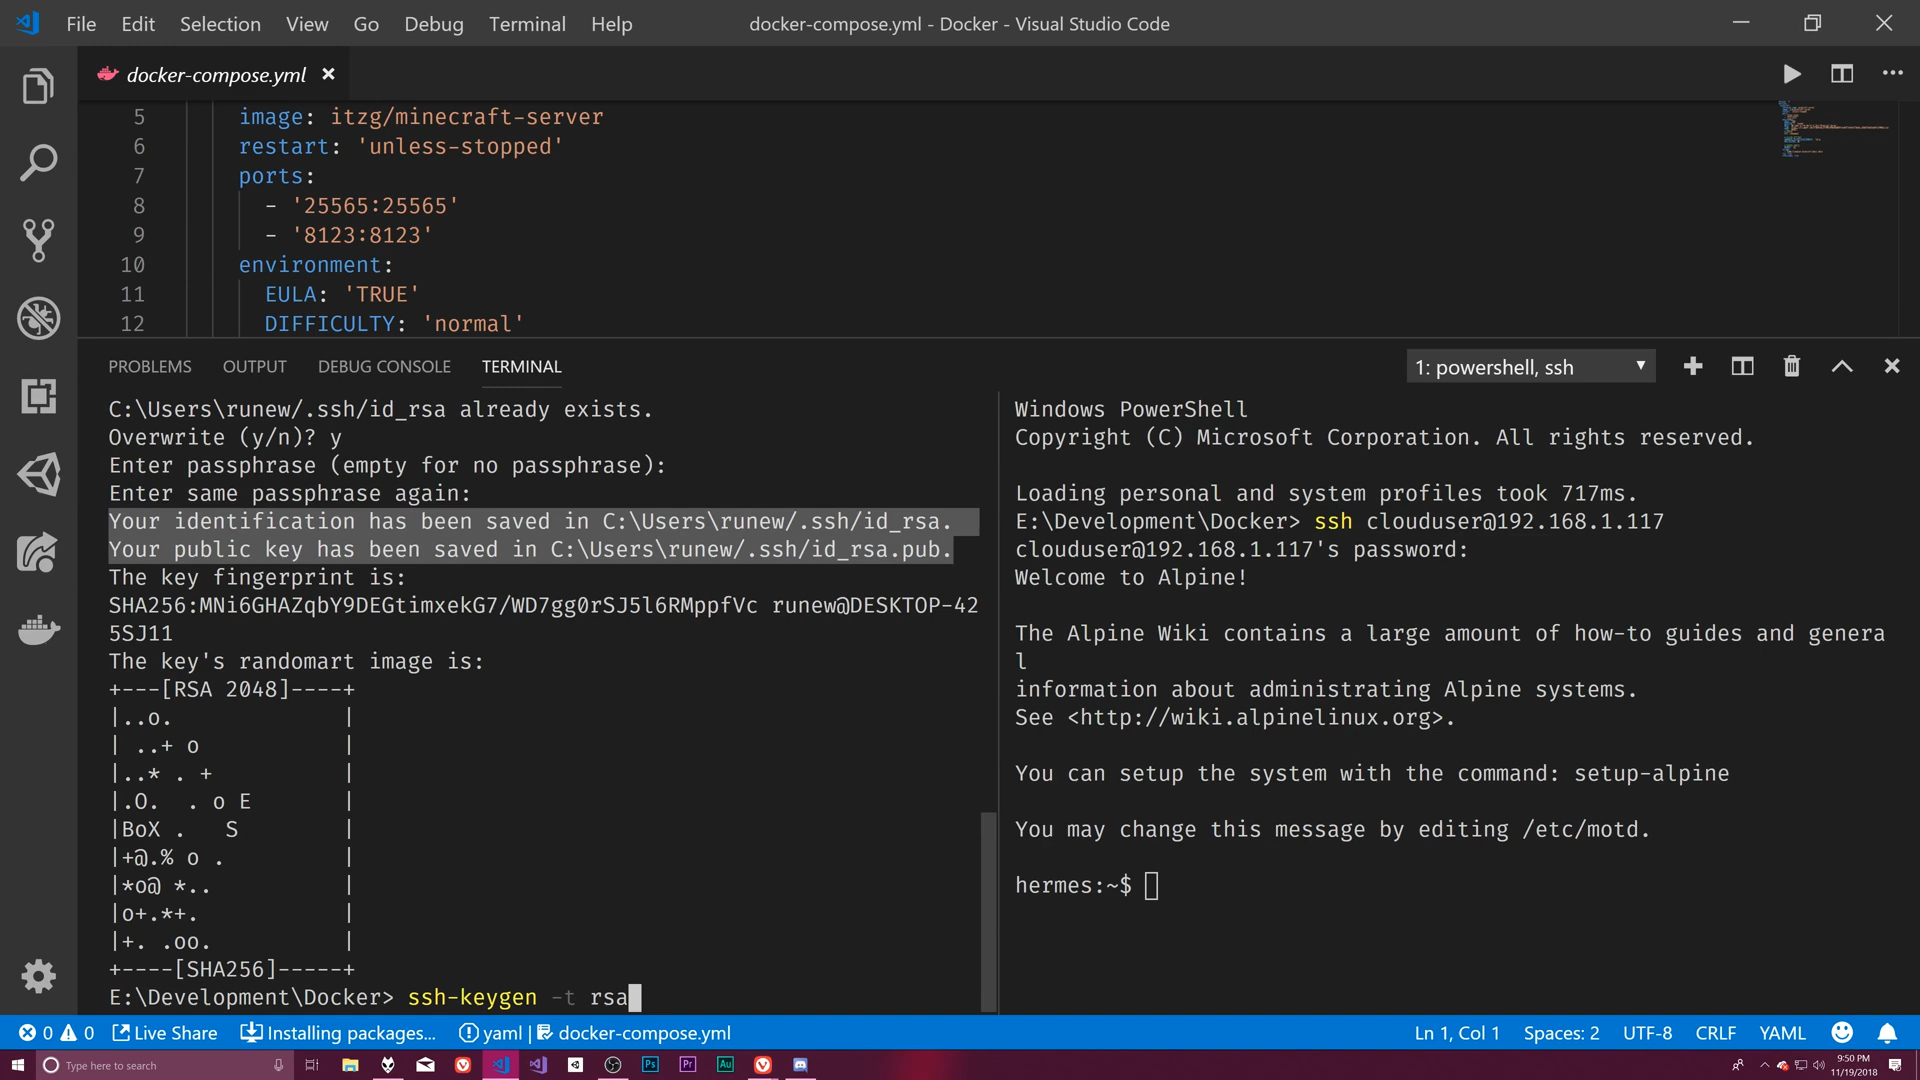 File Edit Selection View Go Debug Terminal Help
docker-compose.yml - Docker - Visual Studio Code
docker-compose.yml
5 image: itzg/minecraft-server
6 restart: 'unless-stopped'
7 ports:
8 - '25565:25565'
9 - '8123:8123'
10 environment:
11 EULA: 'TRUE'
12 DIFFICULTY: 'normal'
PROBLEMS OUTPUT DEBUG CONSOLE TERMINAL
1: powershell, ssh
C:\Users\runew/.ssh/id_rsa already exists.
Overwrite (y/n)? y
Enter passphrase (empty for no passphrase):
Enter same passphrase again:
Your identification has been saved in C:\Users\runew/.ssh/id_rsa.
Your public key has been saved in C:\Users\runew/.ssh/id_rsa.pub.
The key fingerprint is:
SHA256:MNi6GHAZqbY9DEGtimxekG7/WD7gg0rSJ5l6RMppfVc runew@DESKTOP-42
5SJ11
The key's randomart image is:
+---[RSA 2048]----+
|..o.             |
| ..+ o           |
|..* . +          |
|.O.  . o E       |
|BoX .   S        |
|+@.% o .         |
|*o@ *..          |
|o+.*+.           |
|+. .oo.          |
+----[SHA256]-----+
E:\Development\Docker> ssh-keygen -t rsa
Windows PowerShell
Copyright (C) Microsoft Corporation. All rights reserved.
Loading personal and system profiles took 717ms.
E:\Development\Docker> ssh clouduser@192.168.1.117
clouduser@192.168.1.117's password:
Welcome to Alpine!
The Alpine Wiki contains a large amount of how-to guides and genera
l
information about administrating Alpine systems.
See <http://wiki.alpinelinux.org>.
You can setup the system with the command: setup-alpine
You may change this message by editing /etc/motd.
hermes:~$
0 0 Live Share Installing packages... yaml | docker-compose.yml
Ln 1, Col 1 Spaces: 2 UTF-8 CRLF YAML
Type here to search
Ps Pr Au
9:50 PM
11/19/2018